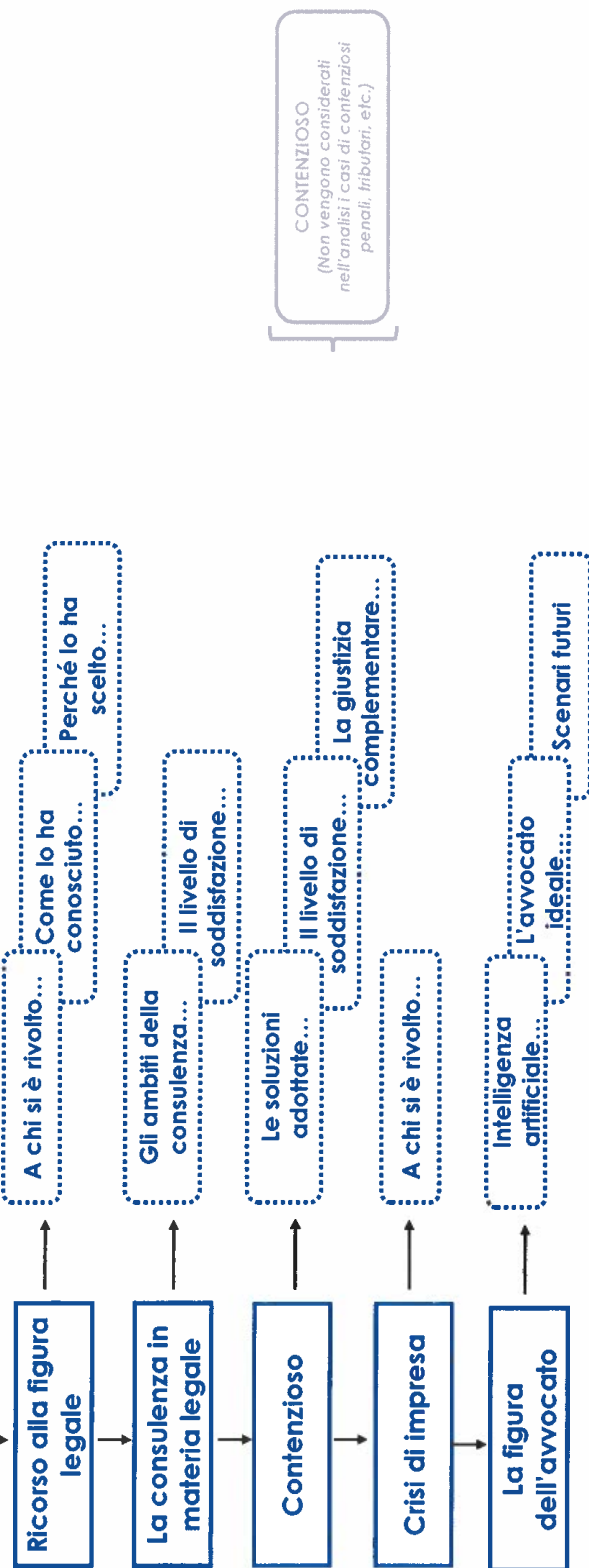 Ricorso alla figura
legale
A chi si è rivolto...
Come lo ha
conosciuto...
Perché lo ha
scelto...
La consulenza in
materia legale
Gli ambiti della
consulenza...
Il livello di
soddisfazione...
Contenzioso
Le soluzioni
adottate...
Il livello di
soddisfazione...
La giustizia
complementare...
CONTENZIOSO
(Non vengono considerati
nell'analisi i casi di contenziosi
penali, tributari, etc.)
Crisi di impresa
A chi si è rivolto...
La figura
dell'avvocato
Intelligenza
artificiale...
L'avvocato
ideale...
Scenari futuri